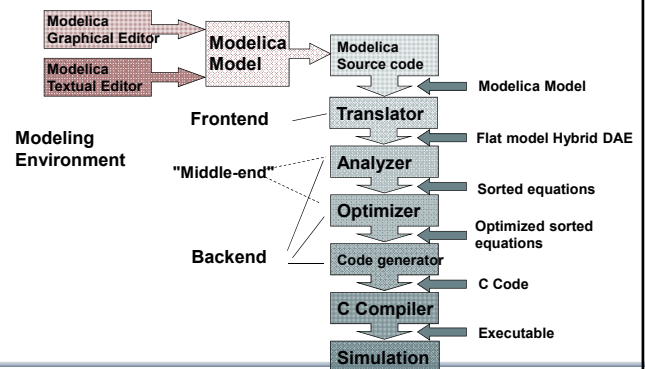 Modelica
Graphical Editor
Modelica
Textual Editor
Modelica
Model
Modelica
Source code
Modelica Model
Frontend
Translator
Flat model Hybrid DAE
Modeling
Environment
"Middle-end"
Analyzer
Sorted equations
Optimizer
Optimized sorted
equations
Backend
Code generator
C Code
C Compiler
Executable
Simulation